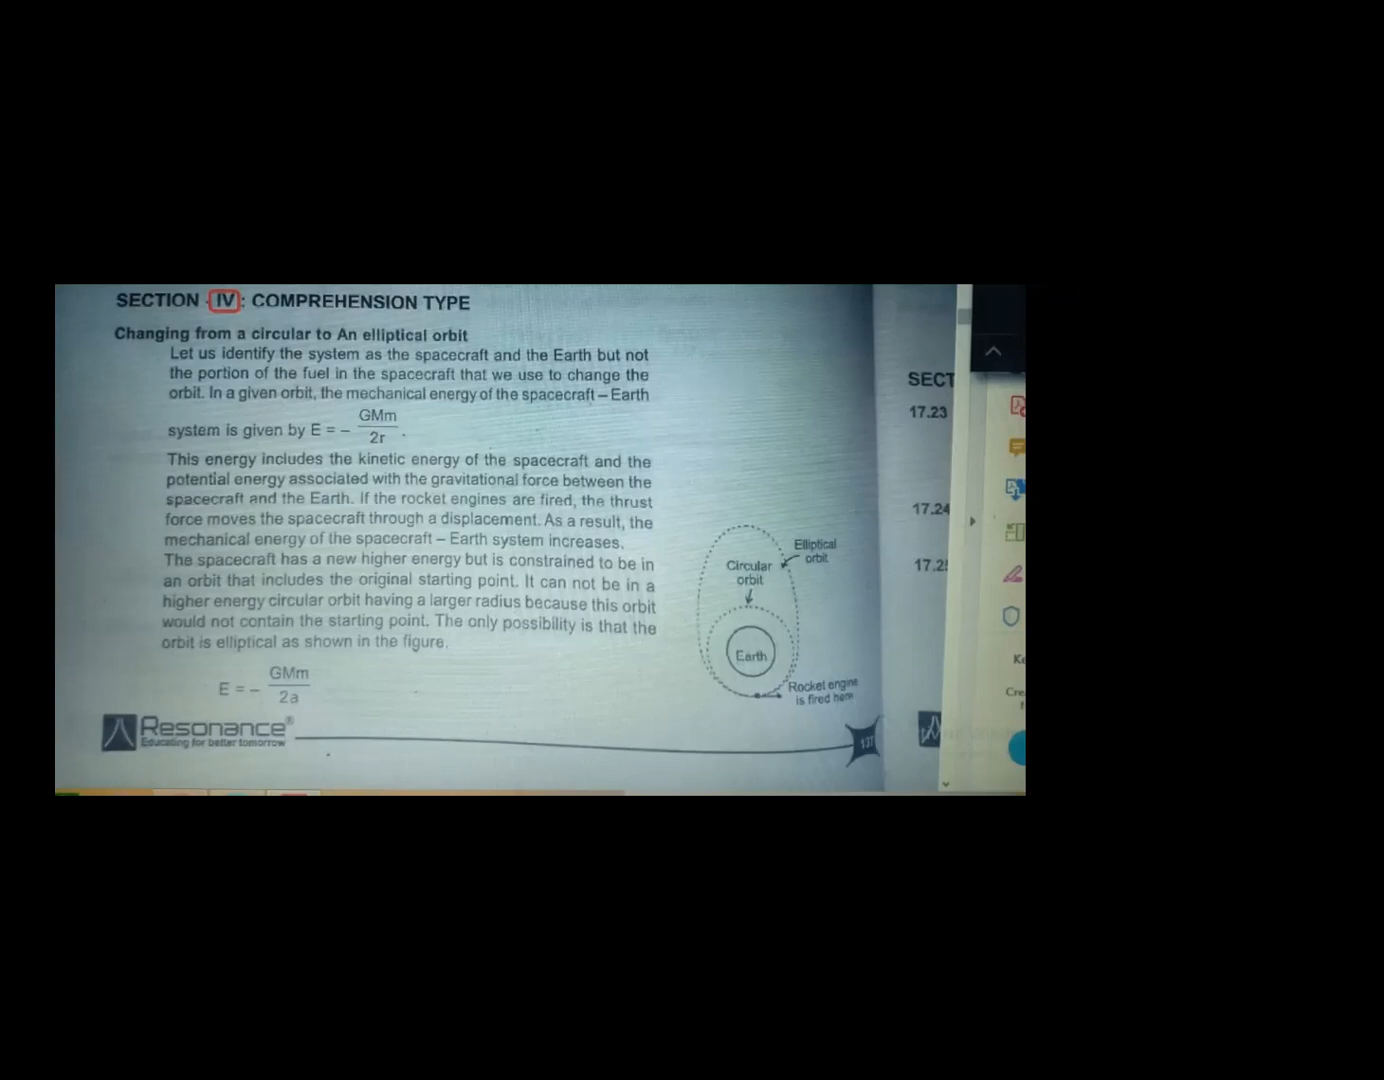 SECTION - IV : COMPREHENSION TYPE
Changing from a circular to An elliptical orbit
Let us identify the system as the spacecraft and the Earth but not
the portion of the fuel in the spacecraft that we use to change the
orbit. In a given orbit, the mechanical energy of the spacecraft – Earth
system is given by E = – GMm / 2r .
This energy includes the kinetic energy of the spacecraft and the
potential energy associated with the gravitational force between the
spacecraft and the Earth. If the rocket engines are fired, the thrust
force moves the spacecraft through a displacement. As a result, the
mechanical energy of the spacecraft – Earth system increases.
The spacecraft has a new higher energy but is constrained to be in
an orbit that includes the original starting point. It can not be in a
higher energy circular orbit having a larger radius because this orbit
would not contain the starting point. The only possibility is that the
orbit is elliptical as shown in the figure.
E = – GMm / 2a
Elliptical
orbit
Circular
orbit
Earth
Rocket engine
is fired here
Resonance®
Educating for better tomorrow
137
SECT
17.23
17.24
17.2
Ke
Cre